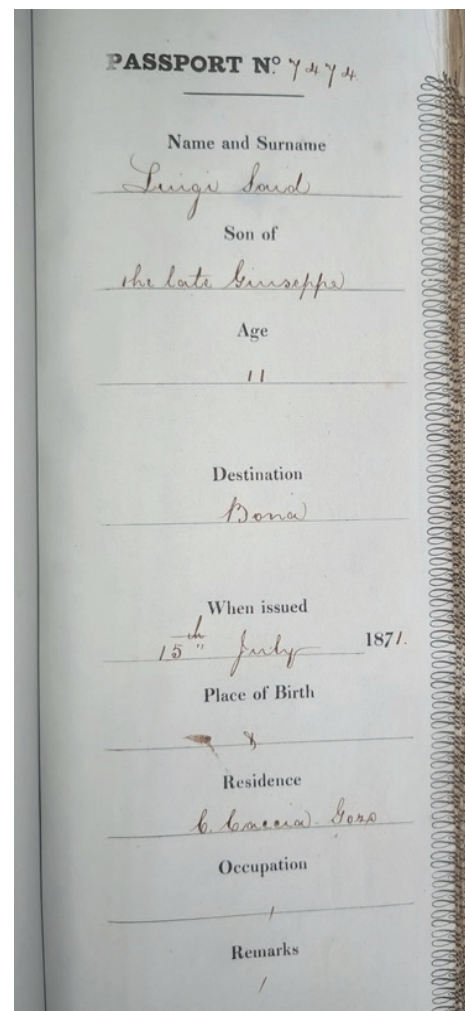 PASSPORT Nº 7474
Name and Surname
Luigi Said
Son of
the late Giuseppe
Age
11
Destination
Bona
When issued
15th July 1871.
Place of Birth
&
Residence
C. Caccia Gozo
Occupation
/
Remarks
/